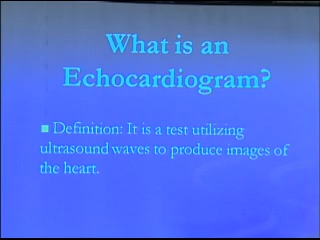 What is an
Echocardiogram?
■ Definition: It is a test utilizing
ultrasound waves to produce images of
the heart.